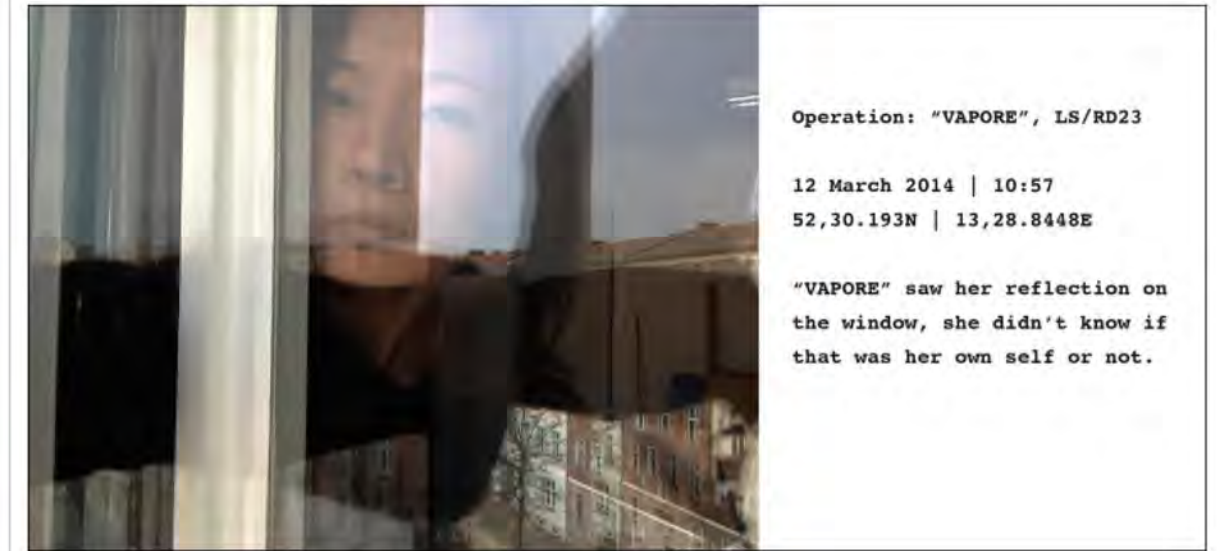 Operation: “VAPORE”, LS/RD23
12 March 2014 | 10:57
52,30.193N | 13,28.8448E
“VAPORE” saw her reflection on
the window, she didn’t know if
that was her own self or not.